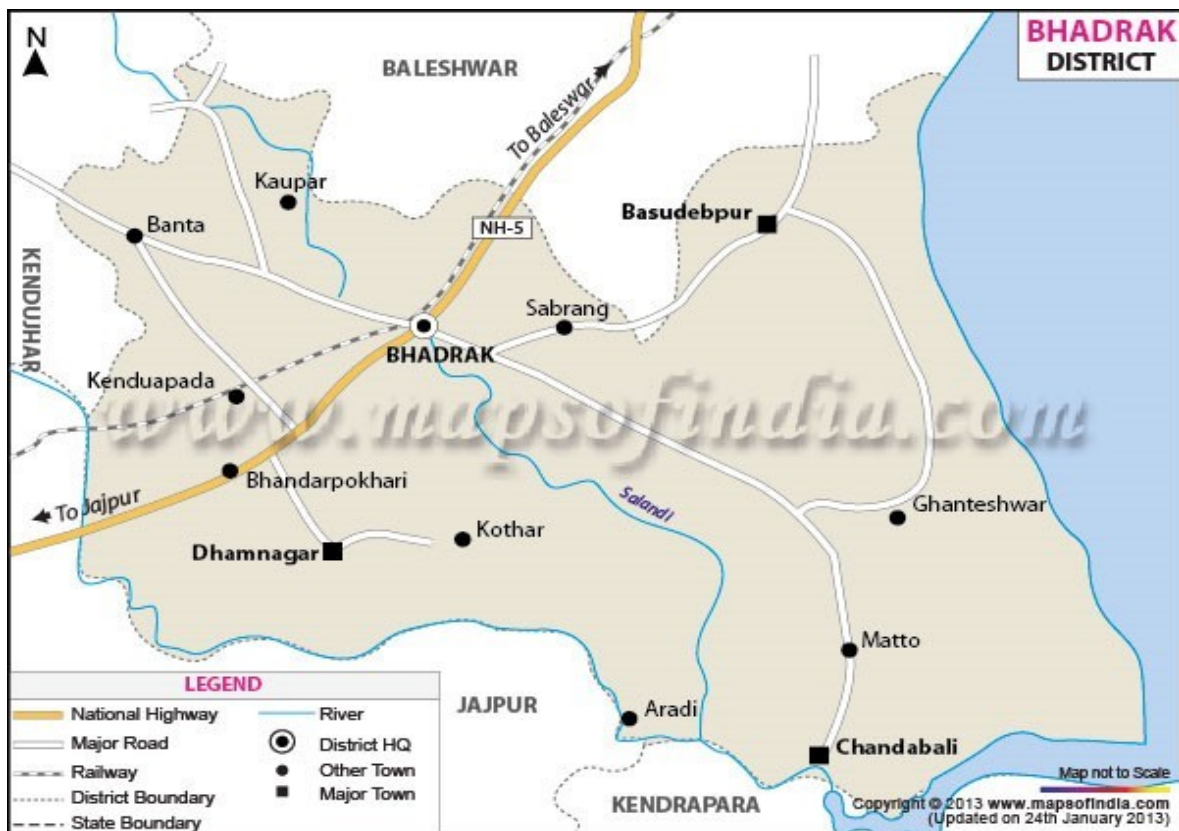 N
BHADRAK
DISTRICT
BALESHWAR
To Baleswar
Kaupar
Banta
Basudebpur
NH-5
KENDUJHAR
Sabrang
BHADRAK
Kenduapada
www.mapsofindia.com
Bhandarpokhari
To Jajpur
Salandi
Ghanteshwar
Kothar
Dhamnagar
Matto
JAJPUR
Aradi
Chandabali
KENDRAPARA
LEGEND
National Highway
River
Major Road
District HQ
Railway
Other Town
District Boundary
Major Town
State Boundary
Map not to Scale
Copyright © 2013 www.mapsofindia.com
(Updated on 24th January 2013)